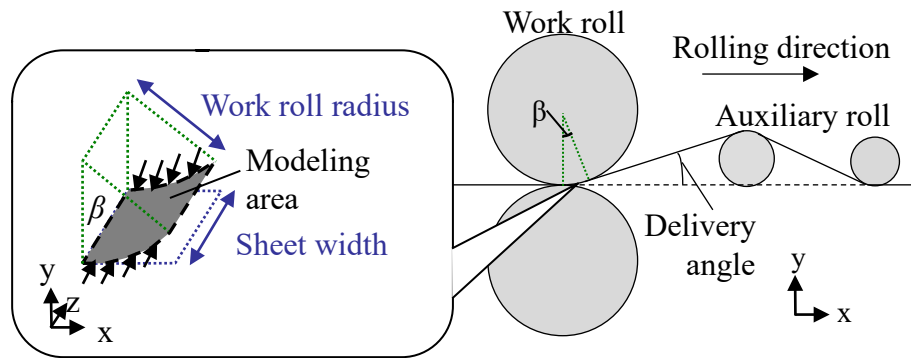 Work roll
Rolling direction
Work roll radius
Auxiliary roll
β
Modeling
area
β
Sheet width
Delivery
angle
y
z
x
y
x